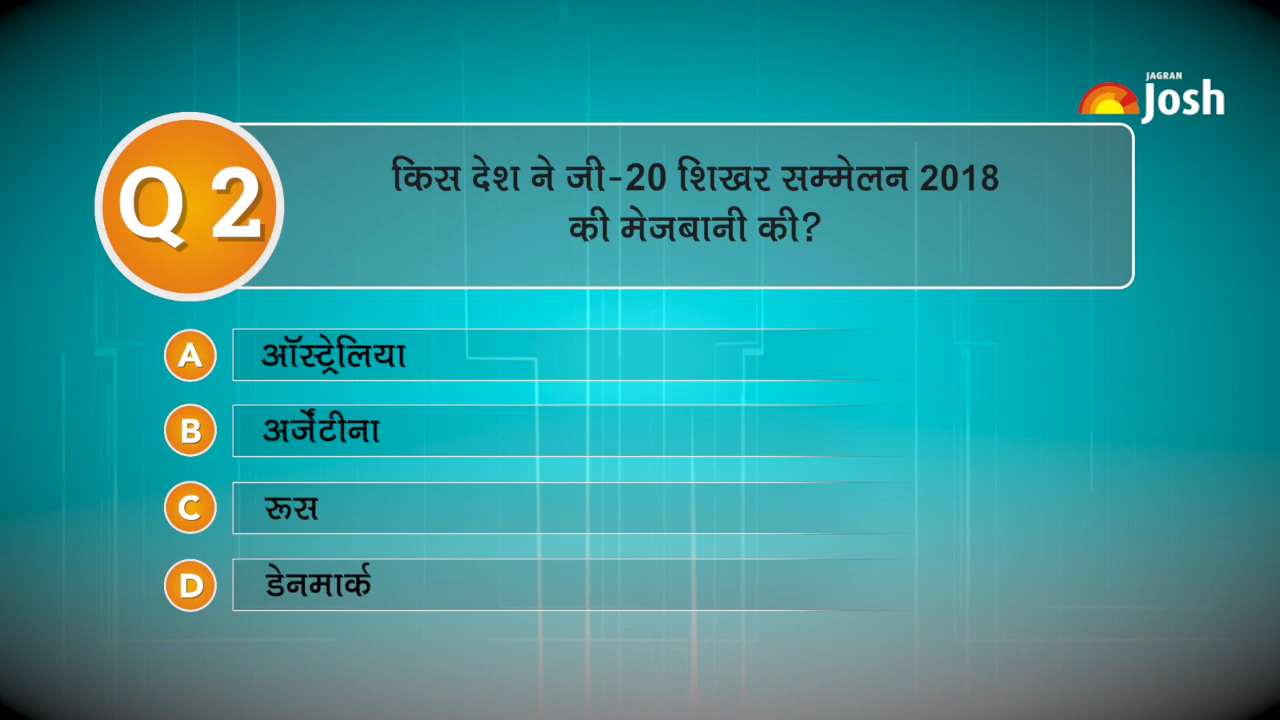 JAGRAN
Josh
Q 2
किस देश ने जी-20 शिखर सम्मेलन 2018
की मेजबानी की?
A ऑस्ट्रेलिया
B अर्जेंटीना
C रूस
D डेनमार्क